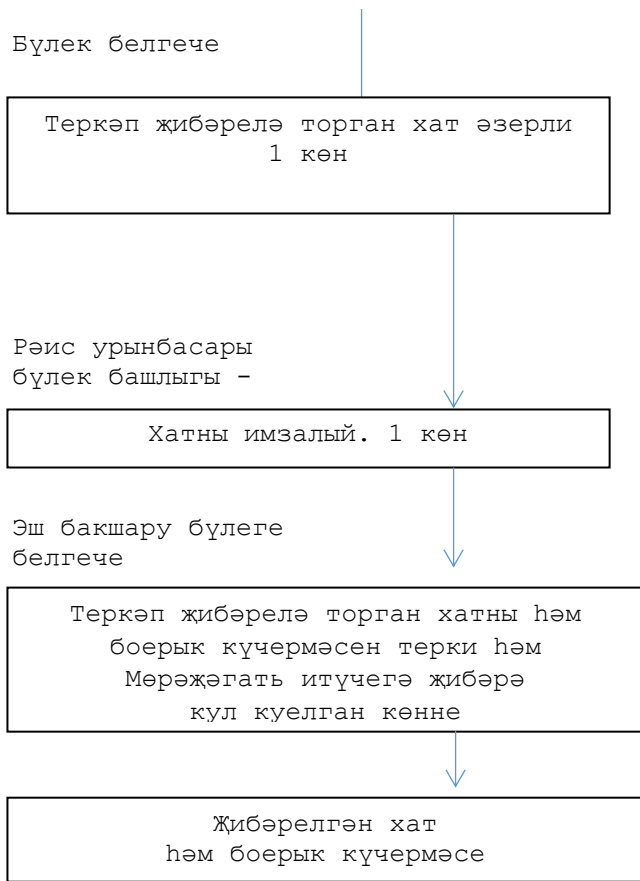 Бүлек белгече
Теркәп җибәрелә торган хат әзерли
1 көн
Рәис урынбасары
бүлек башлыгы -
Хатны имзалый. 1 көн
Эш бакшару бүлеге
белгече
Теркәп җибәрелә торган хатны һәм
боерык күчермәсен терки һәм
Мөрәҗәгать итүчегә җибәрә
кул куелган көнне
Җибәрелгән хат
һәм боерык күчермәсе